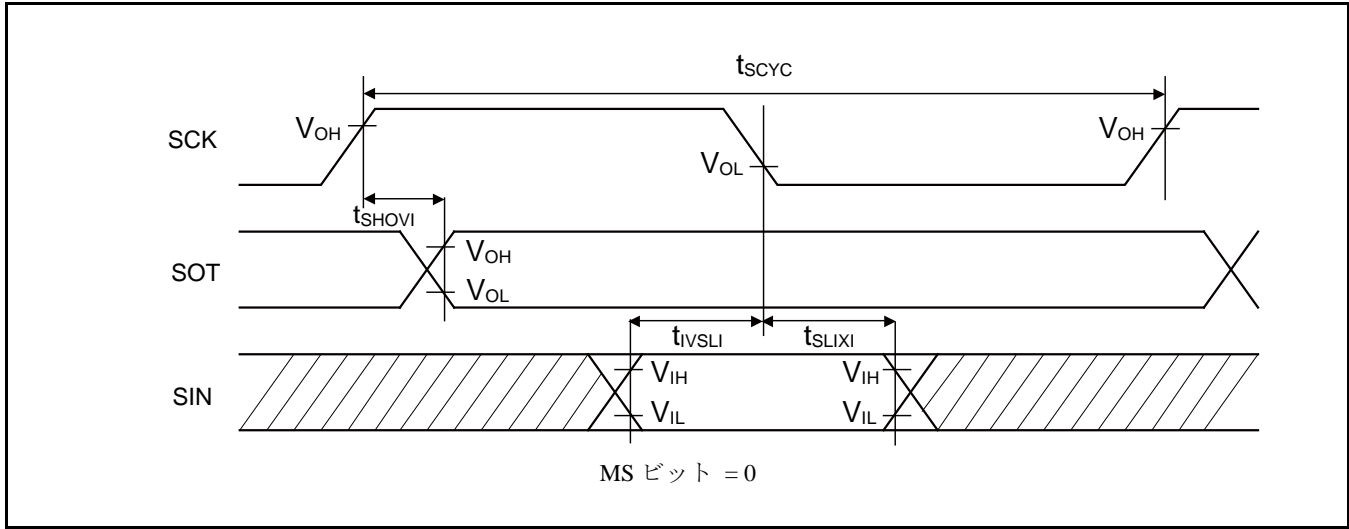 tSCYC
SCK
VOH
VOL
VOH
tSHOVI
SOT
VOH
VOL
tIVSLI
tSLIXI
SIN
VIH
VIL
VIH
VIL
MS ビット = 0